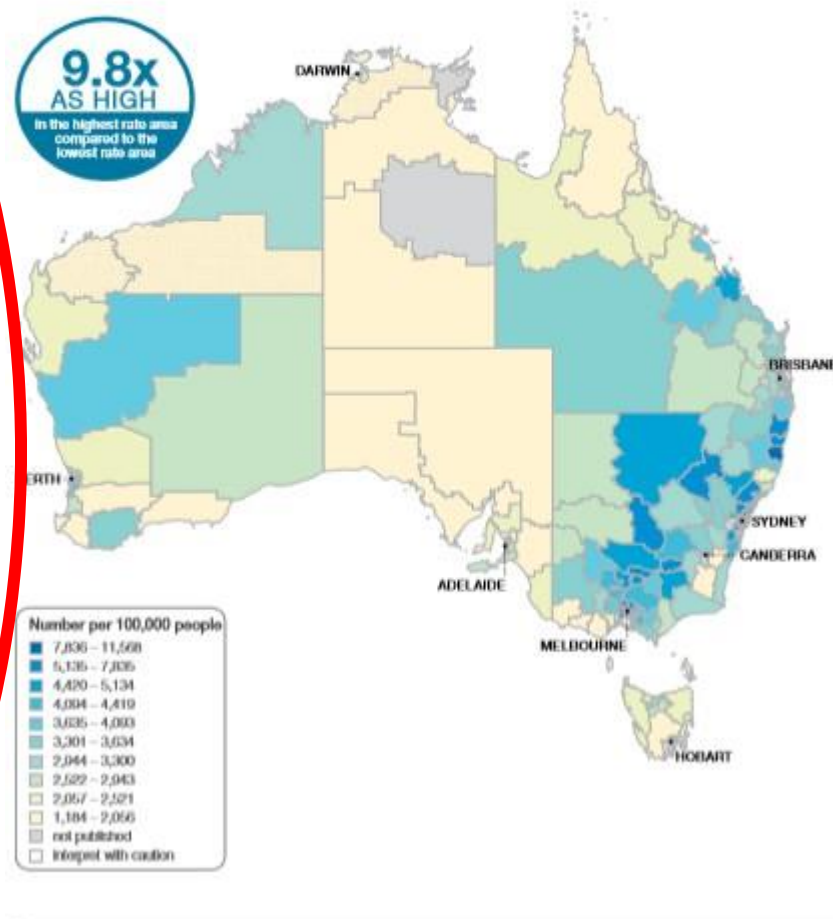 9.8x
AS HIGH
in the highest rate area
compared to the
lowest rate area
DARWIN
BRISBANE
ERTH
SYDNEY
CANBERRA
ADELAIDE
MELBOURNE
HOBART
Number per 100,000 people
7,836 – 11,568
5,135 – 7,835
4,420 – 5,134
4,094 – 4,419
3,635 – 4,093
3,301 – 3,634
2,944 – 3,300
2,522 – 2,943
2,057 – 2,521
1,184 – 2,056
not published
interpret with caution